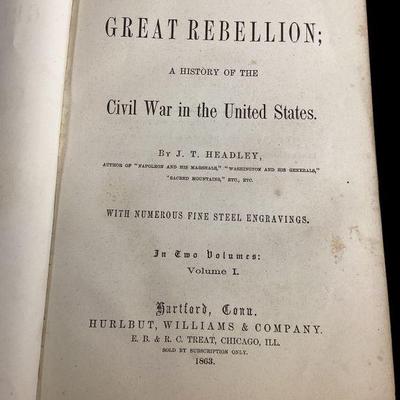 GREAT REBELLION;
A HISTORY OF THE
Civil War in the United States.
BY J. T. HEADLEY,
AUTHOR OF "NAPOLEON AND HIS MARSHALS," "WASHINGTON AND HIS GENERALS,"
"SACRED MOUNTAINS," ETC., ETC.
WITH NUMEROUS FINE STEEL ENGRAVINGS.
In Two Volumes:
Volume I.
Hartford, Conn.
HURLBUT, WILLIAMS & COMPANY.
E. B. & R. C. TREAT, CHICAGO, ILL.
SOLD BY SUBSCRIPTION ONLY.
1863.